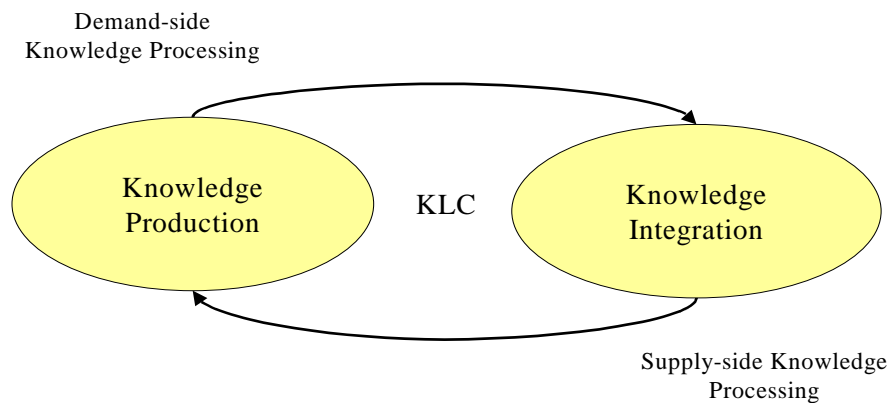 Demand-side
Knowledge Processing
Knowledge
Production
KLC
Knowledge
Integration
Supply-side Knowledge
Processing